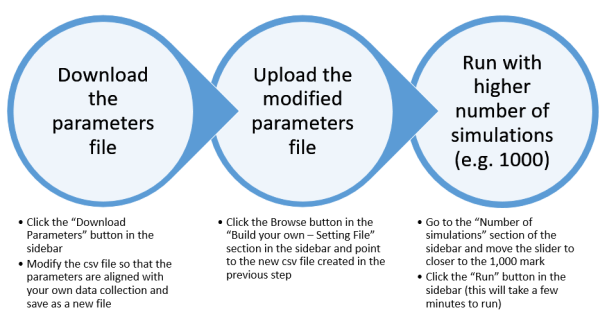 Download
the
parameters
file
Upload the
modified
parameters
file
Run with
higher
number of
simulations
(e.g. 1000)
• Click the “Download
Parameters” button in the
sidebar
• Modify the csv file so that the
parameters are aligned with
your own data collection and
save as a new file
• Click the Browse button in the
“Build your own – Setting File”
section in the sidebar and point
to the new csv file created in the
previous step
• Go to the “Number of
simulations” section of the
sidebar and move the slider to
closer to the 1,000 mark
• Click the “Run” button in the
sidebar (this will take a few
minutes to run)